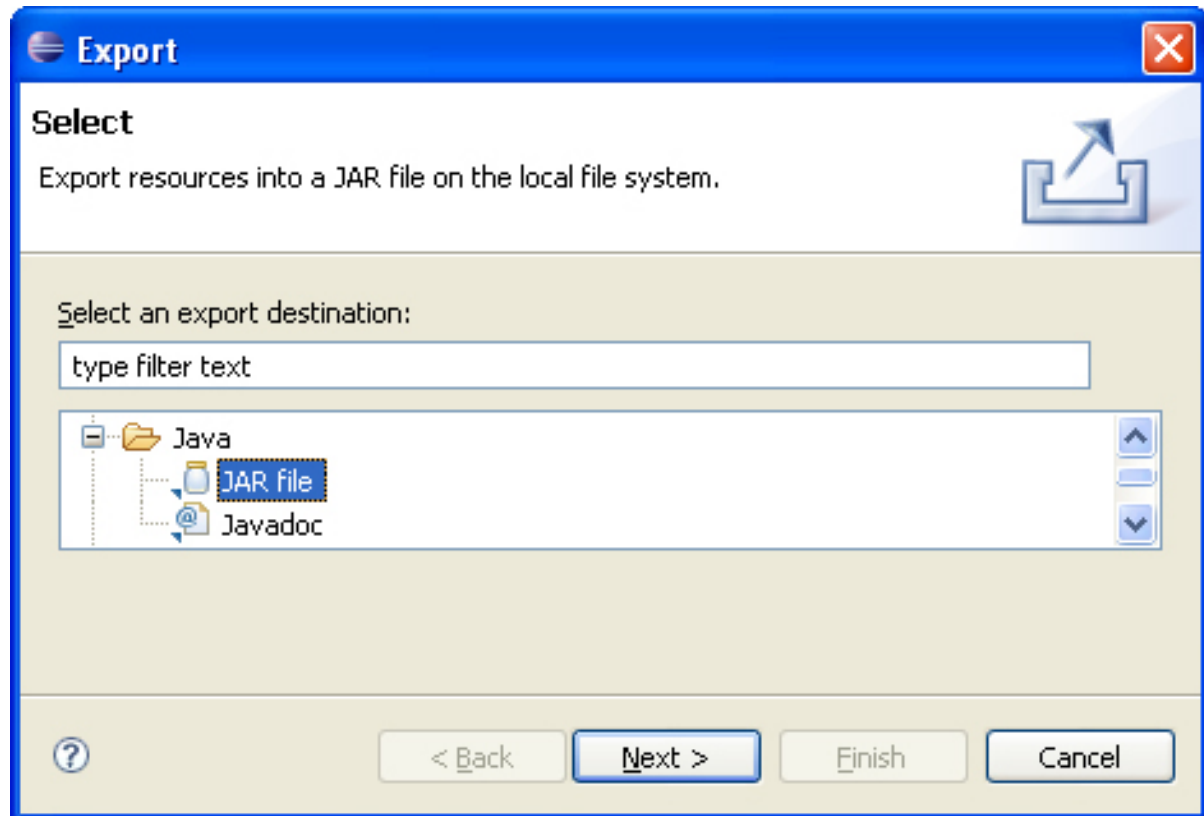 Export
Select
Export resources into a JAR file on the local file system.
Select an export destination:
type filter text
Java
JAR file
Javadoc
< Back
Next >
Finish
Cancel